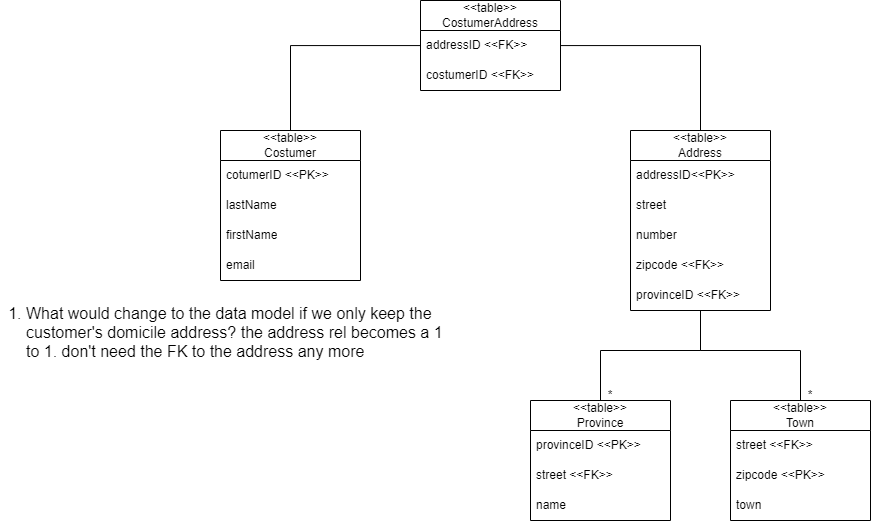 <<table>>
CostumerAddress
addressID <<FK>>
costumerID <<FK>>
<<table>>
Costumer
cotumerID <<PK>>
lastName
firstName
email
<<table>>
Address
addressID<<PK>>
street
number
zipcode <<FK>>
provinceID <<FK>>
1. What would change to the data model if we only keep the
customer's domicile address? the address rel becomes a 1
to 1. don't need the FK to the address any more
*
*
<<table>>
Province
provinceID <<PK>>
street <<FK>>
name
<<table>>
Town
street <<FK>>
zipcode <<PK>>
town